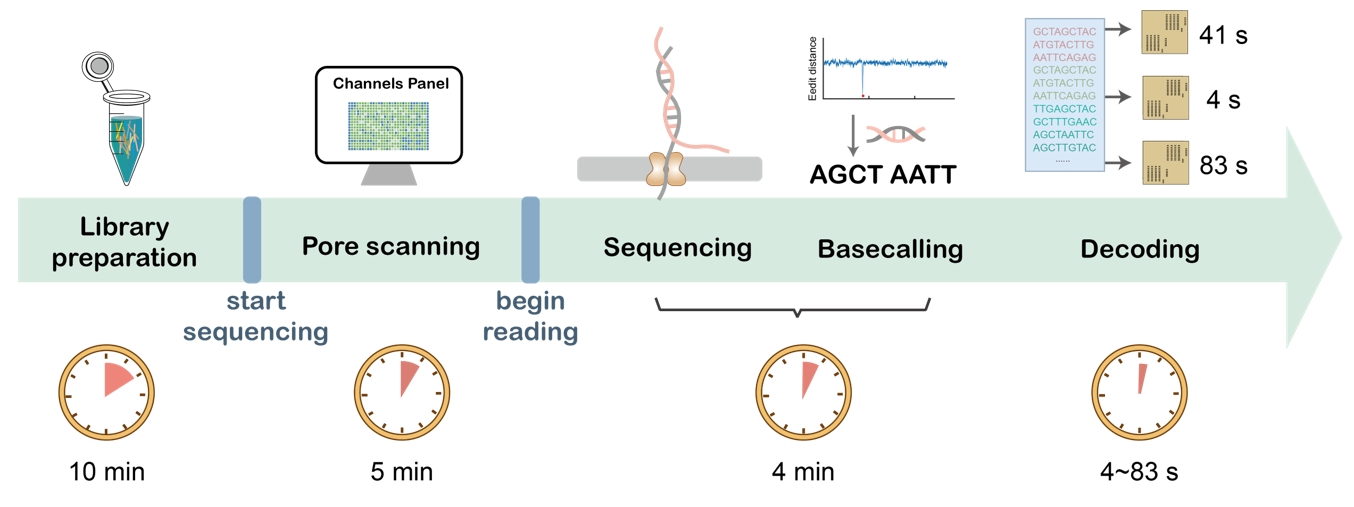 Channels Panel
Eedit distance
AGCT AATT
GCTAGCTAC
ATGTACTTG
AATTCAGAG
GCTAGCTAC
ATGTACTTG
AATTCAGAG
TTGAGCTAC
GCTTTGAAC
AGCTAATTC
AGCTTGTAC
......
41 s
4 s
83 s
Library
preparation
Pore scanning
Sequencing
Basecalling
Decoding
start
sequencing
begin
reading
10 min
5 min
4 min
4~83 s